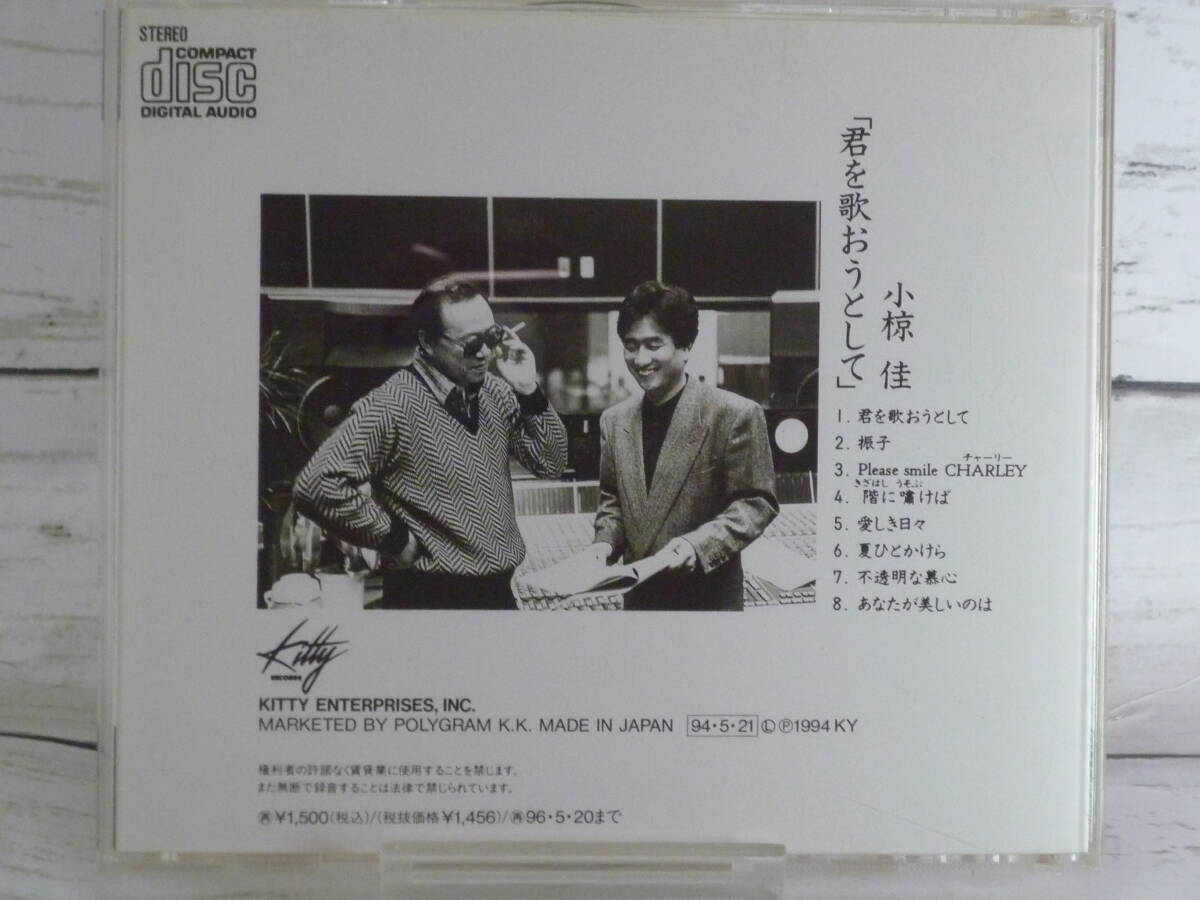 STEREO
COMPACT
disc
DIGITAL AUDIO
「君を歌おうとして」
小椋 佳
1. 君を歌おうとして
2. 振子
チャーリー
3. Please smile CHARLEY
きざはし うそぶ
4. 階に嘯けば
5. 愛しき日々
6. 夏ひとかけら
7. 不透明な慕心
8. あなたが美しいのは
Kitty
RECORDS
KITTY ENTERPRISES, INC.
MARKETED BY POLYGRAM K.K. MADE IN JAPAN 94・5・21 Ⓛ Ⓟ1994 KY
権利者の許諾なく賃貸業に使用することを禁じます。
また無断で録音することは法律で禁じられています。
㊢¥1,500(税込)/(税抜価格¥1,456)/㊢96・5・20まで